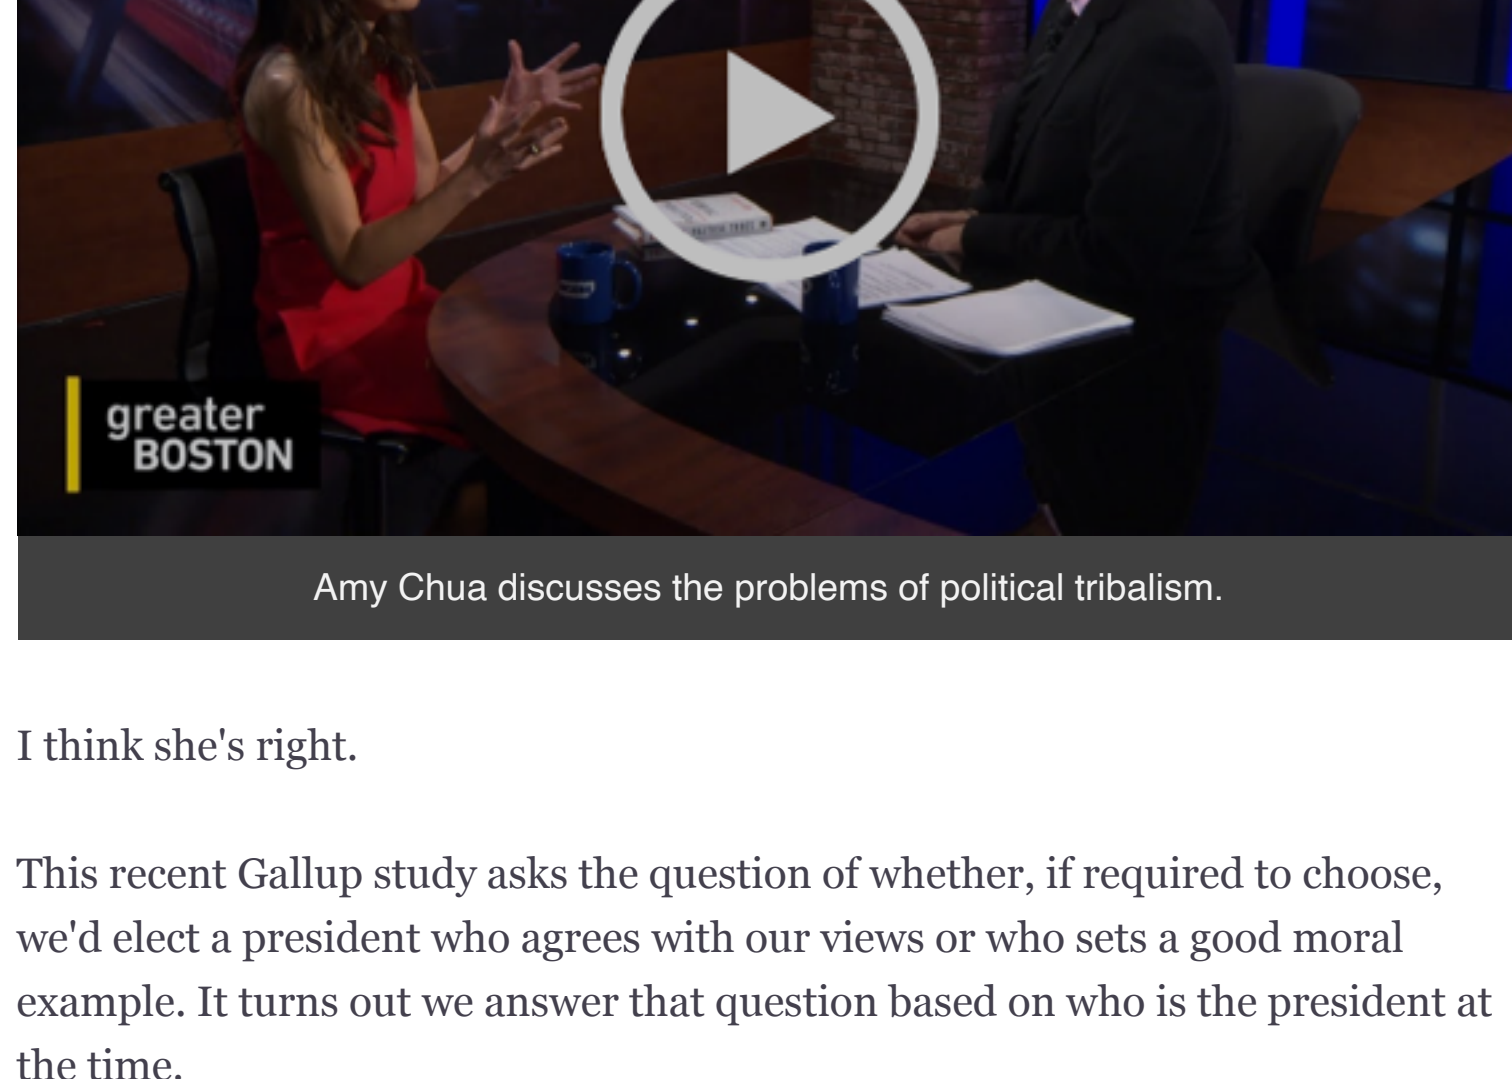 greater
BOSTON
Amy Chua discusses the problems of political tribalism.
I think she's right.
This recent Gallup study asks the question of whether, if required to choose,
we'd elect a president who agrees with our views or who sets a good moral
example. It turns out we answer that question based on who is the president at
the time.